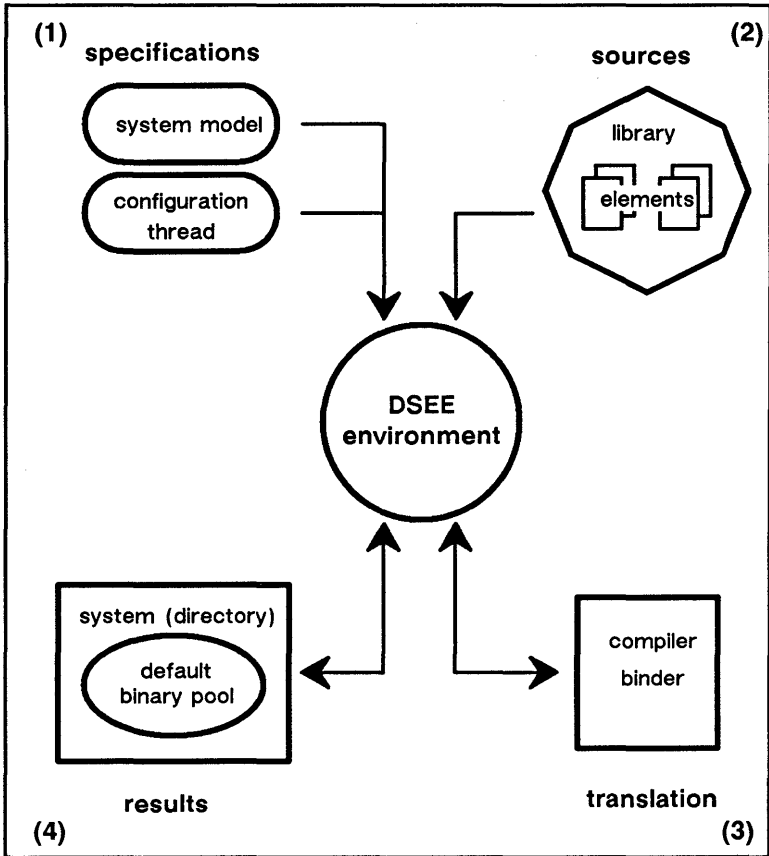 (1)
specifications
system model
configuration
thread
(2)
sources
library
elements
DSEE
environment
system (directory)
default
binary pool
results
(4)
compiler
binder
translation
(3)